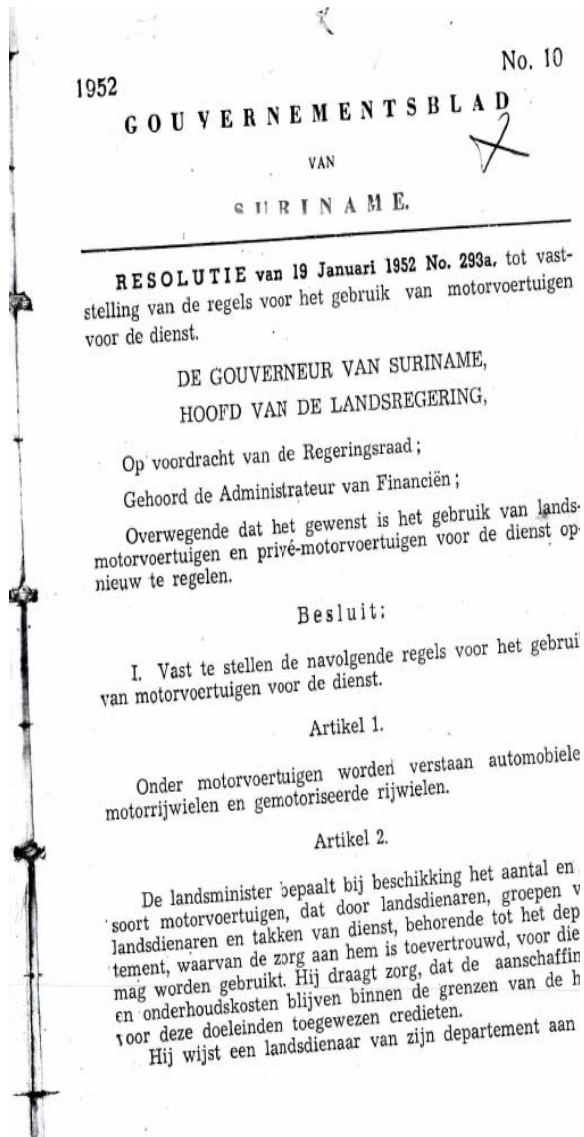 1952
No. 10
GOUVERNEMENTSBLAD
VAN
SURINAME.
RESOLUTIE van 19 Januari 1952 No. 293a, tot vast-
stelling van de regels voor het gebruik van motorvoertuigen
voor de dienst.
DE GOUVERNEUR VAN SURINAME,
HOOFD VAN DE LANDSREGERING,
Op voordracht van de Regeringsraad;
Gehoord de Administrateur van Financiën;
Overwegende dat het gewenst is het gebruik van lands-
motorvoertuigen en privé-motorvoertuigen voor de dienst op-
nieuw te regelen.
Besluit:
I. Vast te stellen de navolgende regels voor het gebrui
van motorvoertuigen voor de dienst.
Artikel 1.
Onder motorvoertuigen worden verstaan automobiele
motorrijwielen en gemotoriseerde rijwielen.
Artikel 2.
De landsminister bepaalt bij beschikking het aantal en
soort motorvoertuigen, dat door landsdienaren, groepen v
landsdienaren en takken van dienst, behorende tot het dep
tement, waarvan de zorg aan hem is toevertrouwd, voor die
mag worden gebruikt. Hij draagt zorg, dat de aanschaffin
en onderhoudskosten blijven binnen de grenzen van de h
voor deze doeleinden toegewezen credieten.
Hij wijst een landsdienaar van zijn departement aan